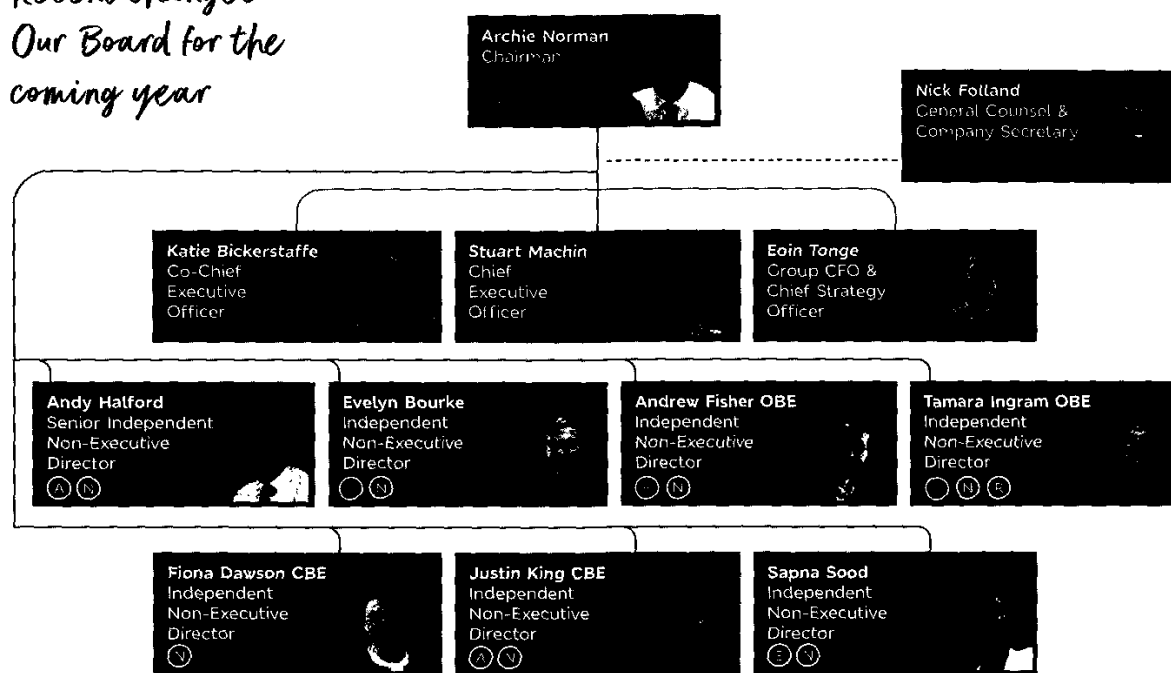 Our Board for the
coming year
Archie Norman
Chairman
Nick Folland
General Counsel &
Company Secretary
Katie Bickerstaffe
Co-Chief
Executive
Officer
Stuart Machin
Chief
Executive
Officer
Eoin Tonge
Group CFO &
Chief Strategy
Officer
Andy Halford
Senior Independent
Non-Executive
Director
A N
Evelyn Bourke
Independent
Non-Executive
Director
N
Andrew Fisher OBE
Independent
Non-Executive
Director
N
Tamara Ingram OBE
Independent
Non-Executive
Director
N R
Fiona Dawson CBE
Independent
Non-Executive
Director
N
Justin King CBE
Independent
Non-Executive
Director
A N
Sapna Sood
Independent
Non-Executive
Director
E N